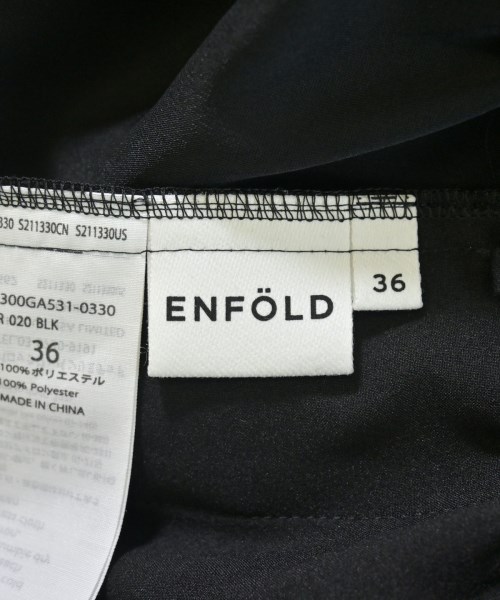 330 S211330CN S211330US
300GA531-0330
R 020 BLK
36
100%ポリエステル
100% Polyester
MADE IN CHINA
ENFÖLD
36